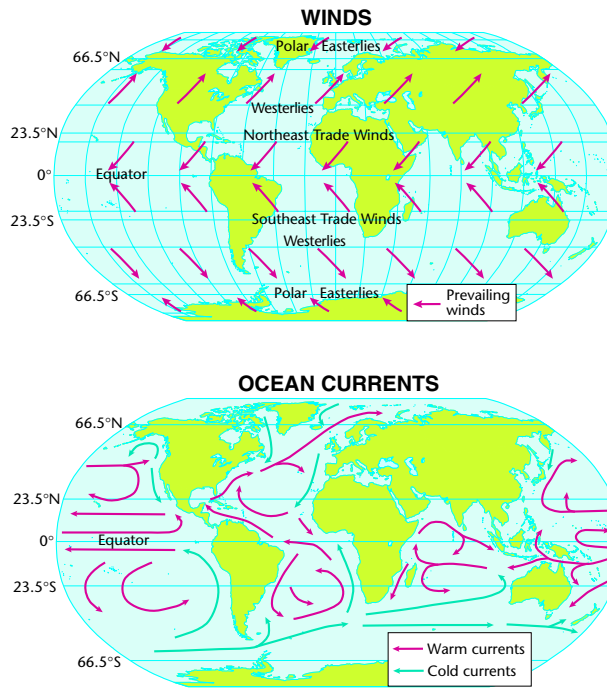 WINDS
Polar Easterlies
66.5°N
Westerlies
23.5°N
Northeast Trade Winds
0°
Equator
Southeast Trade Winds
23.5°S
Westerlies
66.5°S
Polar Easterlies
Prevailing
winds
OCEAN CURRENTS
66.5°N
23.5°N
0°
Equator
23.5°S
66.5°S
Warm currents
Cold currents